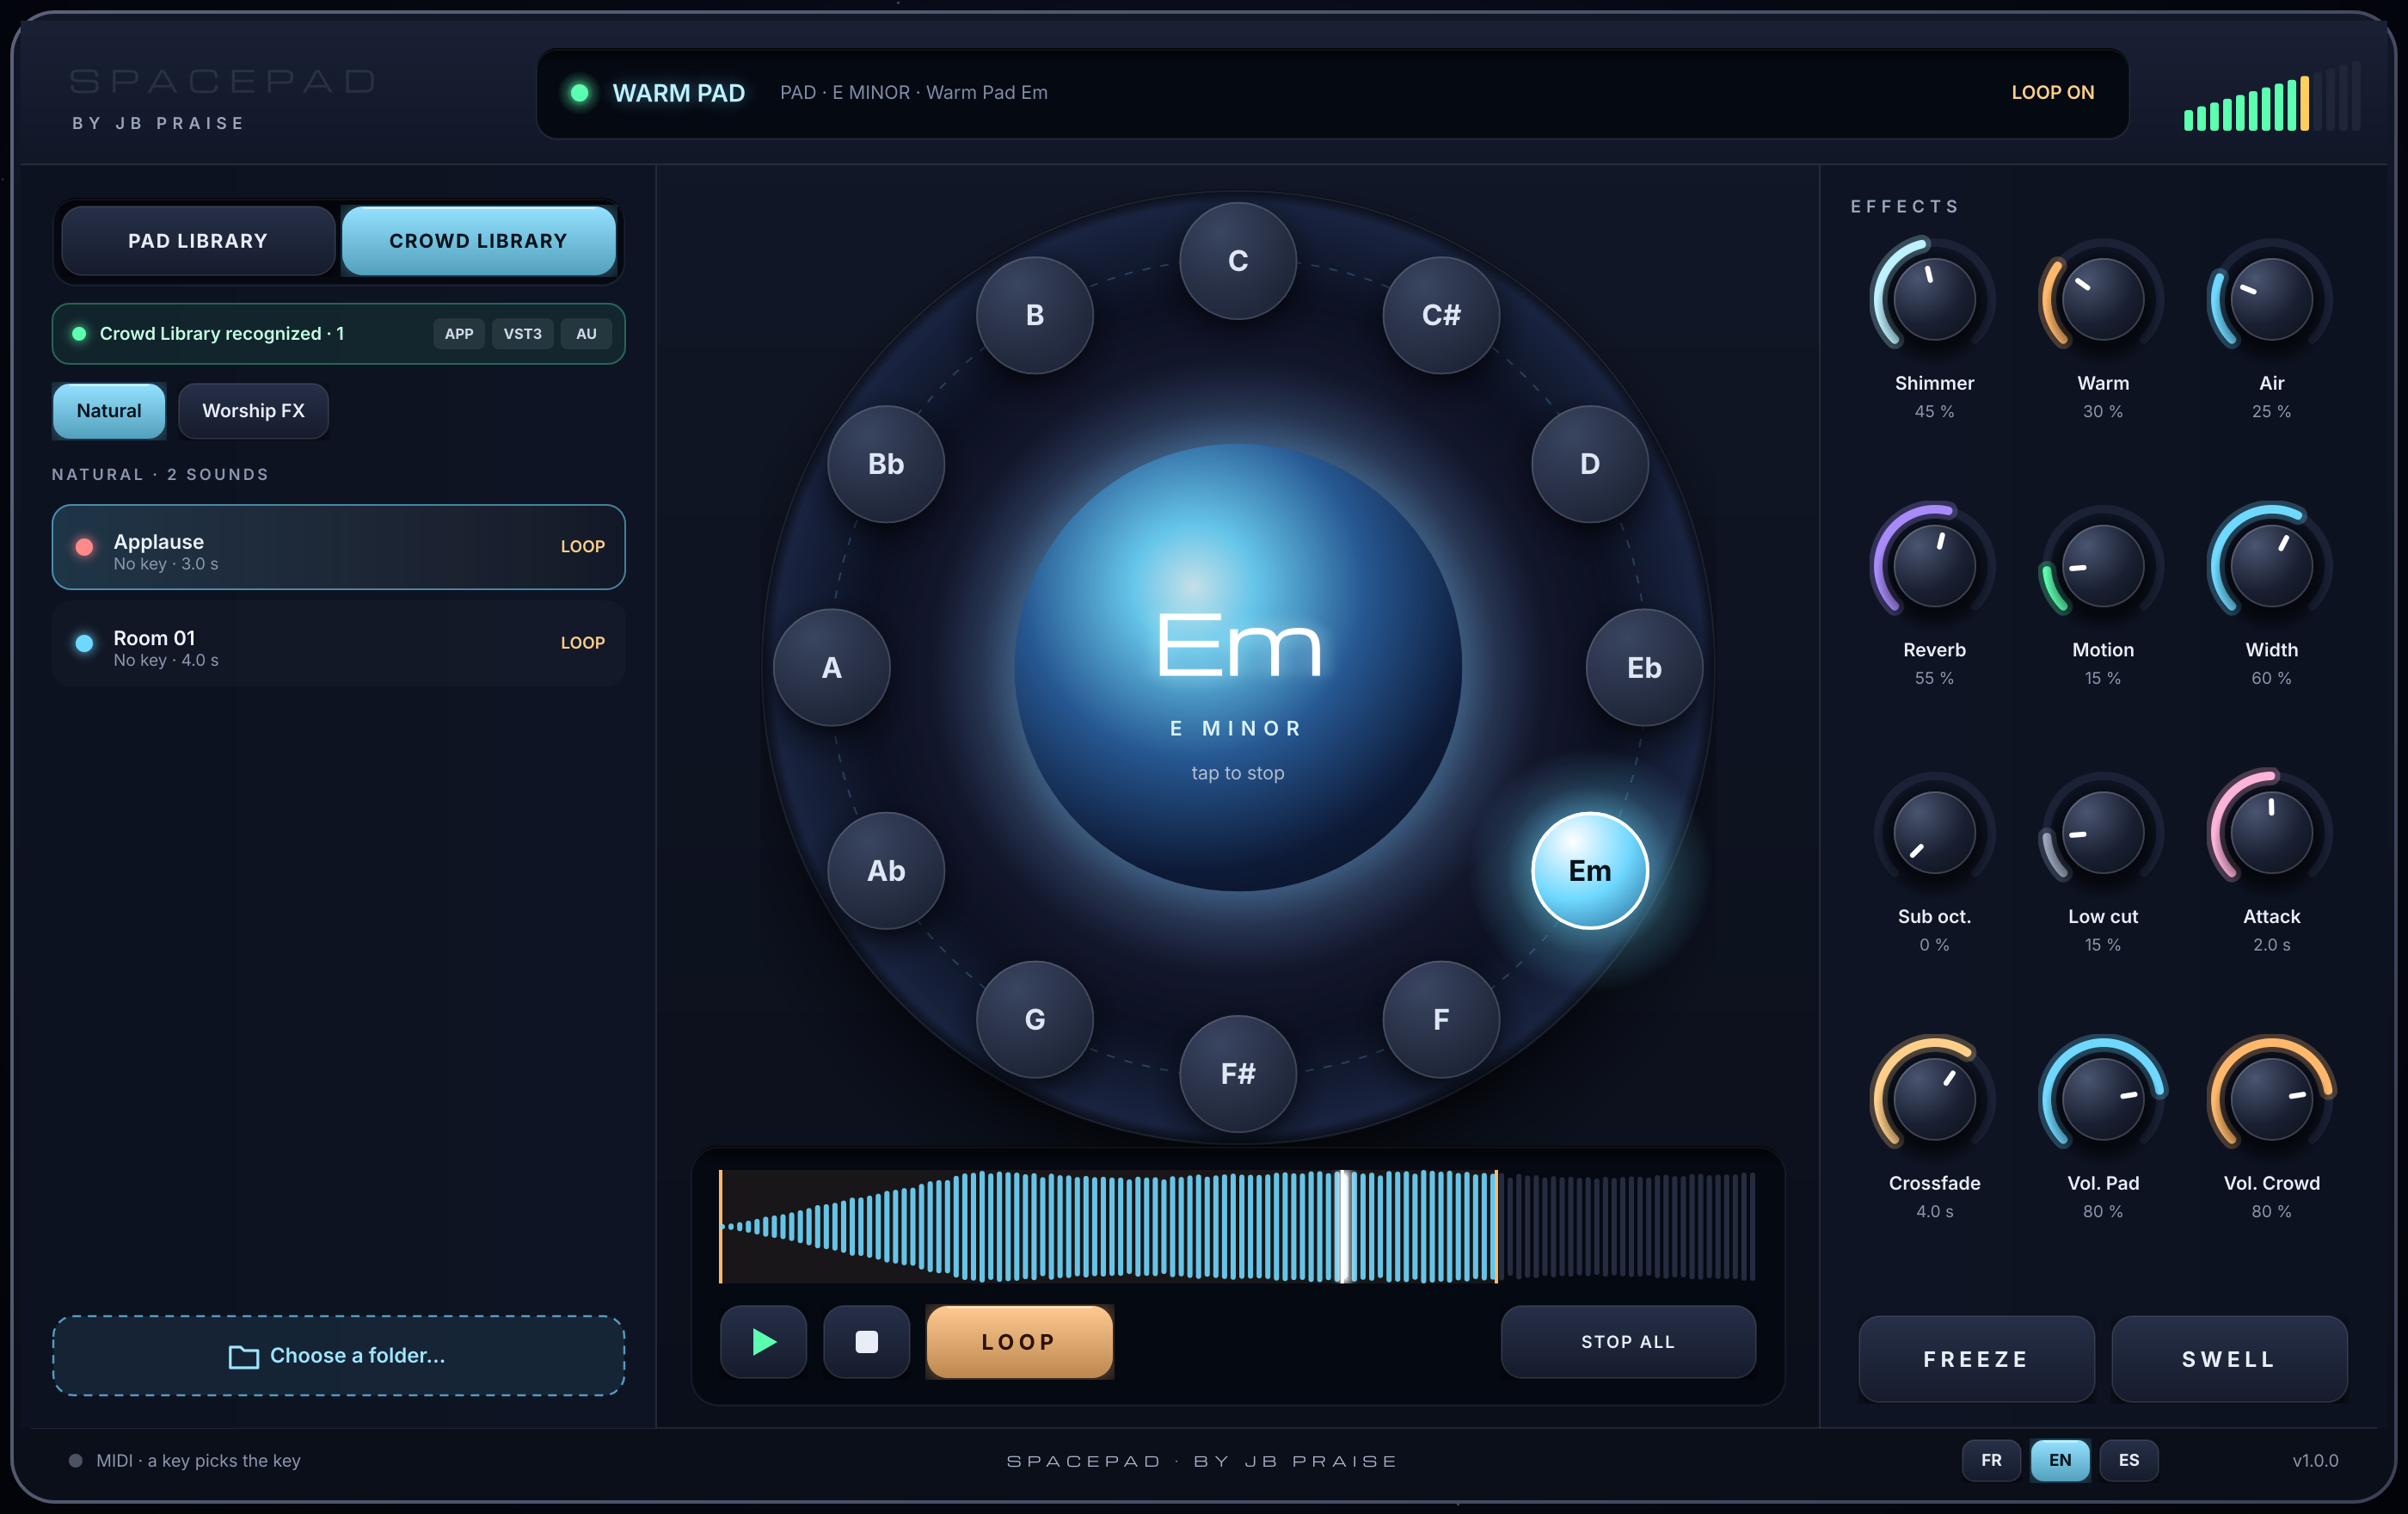 SPACEPAD
BY JB PRAISE
WARM PAD PAD · E MINOR · Warm Pad Em LOOP ON
PAD LIBRARY CROWD LIBRARY
Crowd Library recognized · 1 APP VST3 AU
Natural Worship FX
NATURAL · 2 SOUNDS
Applause
No key · 3.0 s
LOOP
Room 01
No key · 4.0 s
LOOP
Choose a folder...
C
C#
D
Eb
Em
F
F#
G
Ab
A
Bb
B
Em
E MINOR
tap to stop
LOOP
STOP ALL
EFFECTS
Shimmer Warm Air
45 % 30 % 25 %
Reverb Motion Width
55 % 15 % 60 %
Sub oct. Low cut Attack
0 % 15 % 2.0 s
Crossfade Vol. Pad Vol. Crowd
4.0 s 80 % 80 %
FREEZE SWELL
MIDI · a key picks the key
SPACEPAD · BY JB PRAISE
FR EN ES
v1.0.0